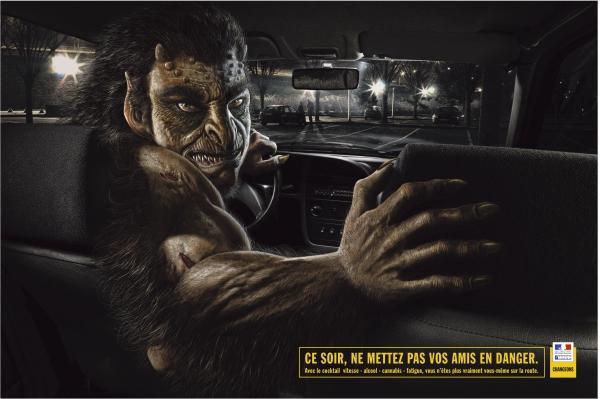 CE SOIR, NE METTEZ PAS VOS AMIS EN DANGER.
Avec le cocktail vitesse - alcool - cannabis - fatigue, vous n'êtes plus vraiment vous-même sur la route.
CHANGEONS